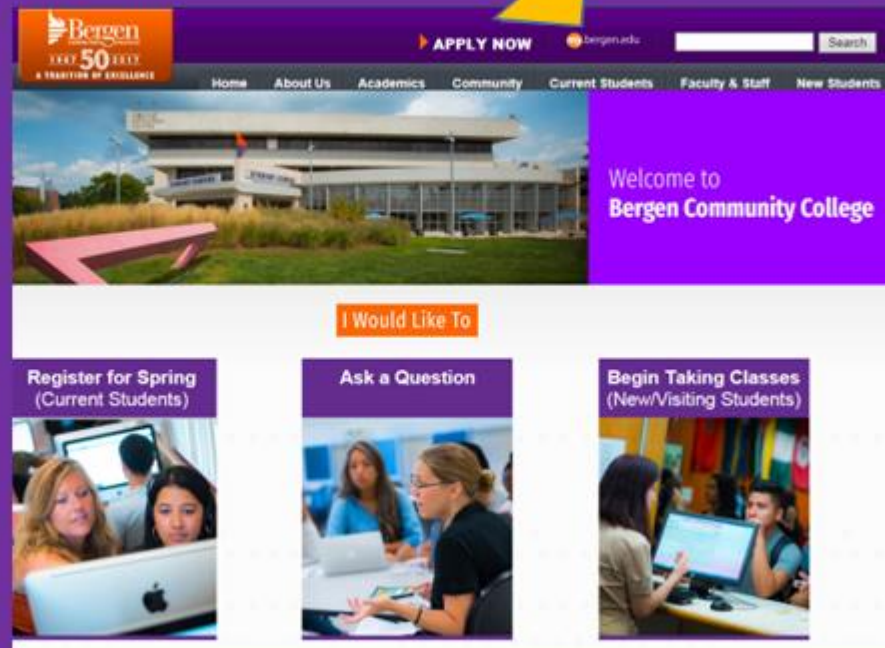 Bergen
50
A TRADITION OF EXCELLENCE
APPLY NOW
my.bergen.edu
Search
Home About Us Academics Community Current Students Faculty & Staff New Students
Welcome to
Bergen Community College
I Would Like To
Register for Spring
(Current Students)
Ask a Question
Begin Taking Classes
(New/Visiting Students)